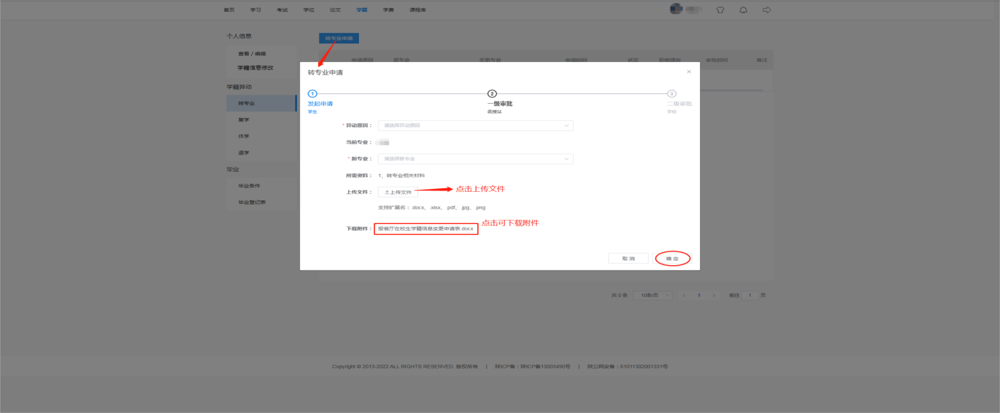 首页 学习 考试 学位 论文 学籍 学费 课程库
个人信息
查看 / 编辑
学籍信息修改
学籍异动
转专业
复学
休学
退学
毕业
毕业条件
毕业登记表
转专业申请
申请原因 原专业 变更专业 申请时间 状态 拒绝理由 审批时间 备注
转专业申请
1 2 3
发起申请 一级审批 二级审批
学生 函授站 学校
* 异动原因： 请选择异动原因
当前专业：
* 新专业： 请选择新专业
所需资料： 1、转专业相关材料
上传文件： 上传文件 点击上传文件
支持扩展名：.docx、.xlsx、.pdf、.jpg、.png
点击可下载附件
下载附件： 报省厅在校生学籍信息变更申请表.docx
取 消 确 定
共 0 条 10条/页 1 前往 1 页
Copyright © 2013-2022 ALL RIGHTS RESERVED. 版权所有 | 陕ICP备：陕ICP备13003490号 | 陕公网安备：61011302001331号